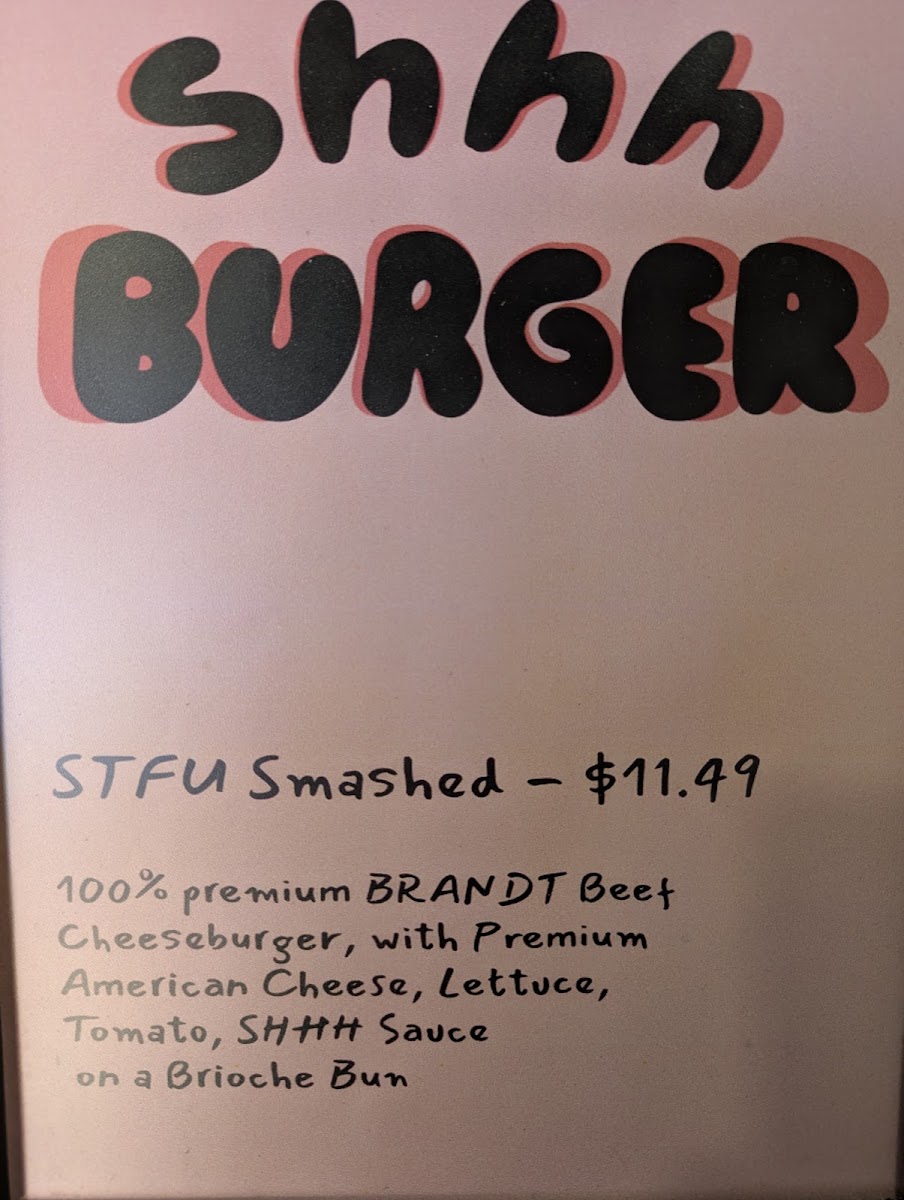 shhh
BURGER
STFU Smashed - $11.49
100% premium BRANDT Beef
Cheeseburger, with Premium
American Cheese, Lettuce,
Tomato, SHHH Sauce
on a Brioche Bun